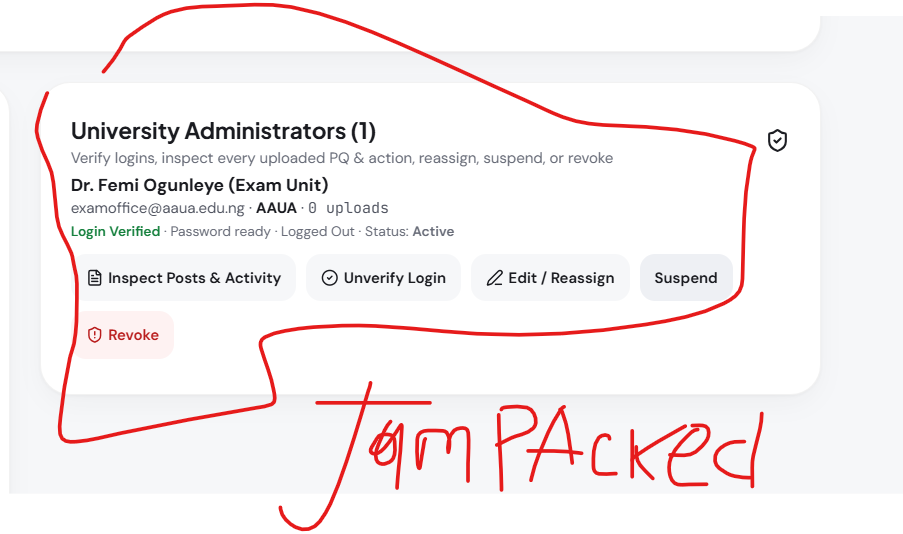 University Administrators (1)
Verify logins, inspect every uploaded PQ & action, reassign, suspend, or revoke
Dr. Femi Ogunleye (Exam Unit)
examoffice@aaua.edu.ng · AAUA · 0 uploads
Login Verified · Password ready · Logged Out · Status: Active
Inspect Posts & Activity Unverify Login Edit / Reassign Suspend
Revoke
Jam PAcked